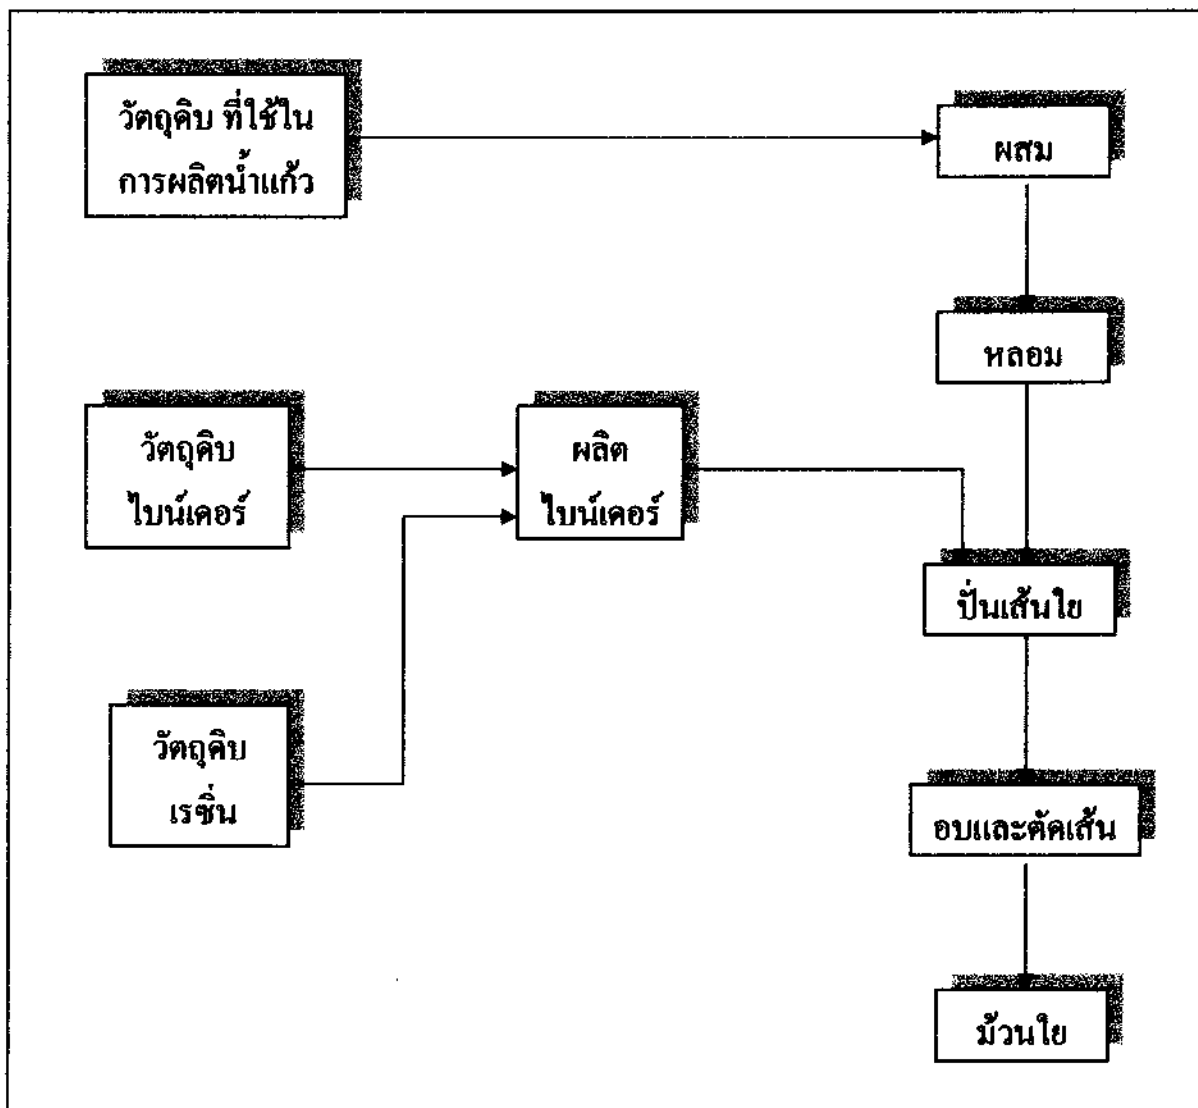 วัตถุดิบ ที่ใช้ใน
การผลิตน้ำแก้ว
ผสม
หลอม
วัตถุดิบ
ไบน์เดอร์
ผลิต
ไบน์เดอร์
ปั่นเส้นใย
วัตถุดิบ
เรซิ่น
อบและตัดเส้น
ม้วนใย